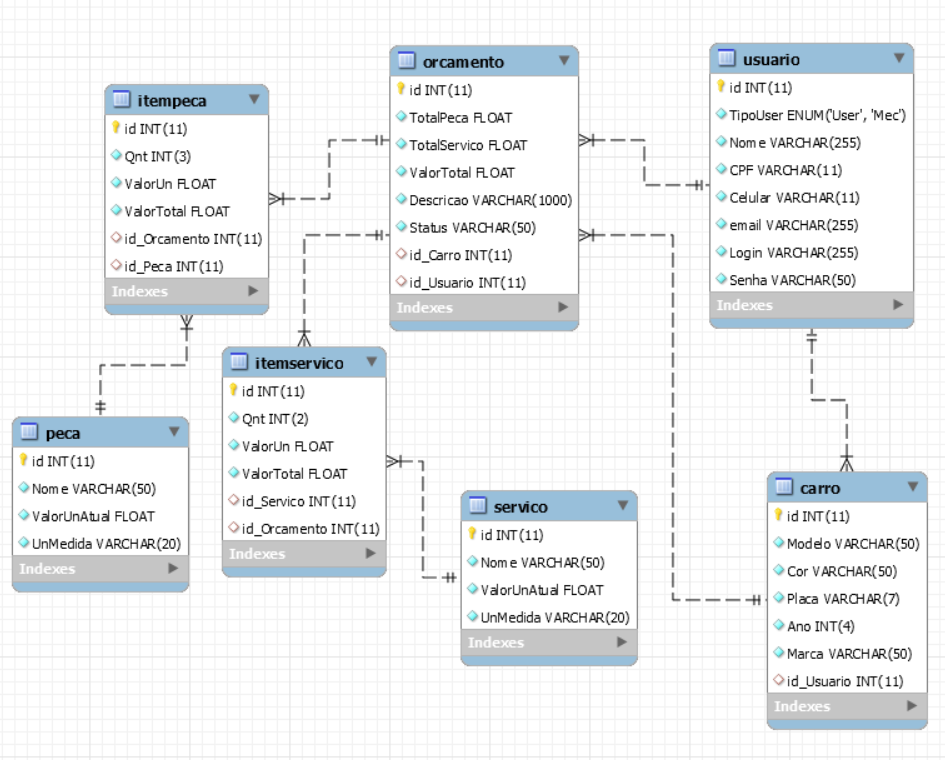 itempeca
id INT(11)
Qnt INT(3)
ValorUn FLOAT
ValorTotal FLOAT
id_Orcamento INT(11)
id_Peca INT(11)
Indexes
orcamento
id INT(11)
TotalPeca FLOAT
TotalServico FLOAT
ValorTotal FLOAT
Descricao VARCHAR(1000)
Status VARCHAR(50)
id_Carro INT(11)
id_Usuario INT(11)
Indexes
usuario
id INT(11)
TipoUser ENUM('User', 'Mec')
Nome VARCHAR(255)
CPF VARCHAR(11)
Celular VARCHAR(11)
email VARCHAR(255)
Login VARCHAR(255)
Senha VARCHAR(50)
Indexes
peca
id INT(11)
Nome VARCHAR(50)
ValorUnAtual FLOAT
UnMedida VARCHAR(20)
Indexes
itemservico
id INT(11)
Qnt INT(2)
ValorUn FLOAT
ValorTotal FLOAT
id_Servico INT(11)
id_Orcamento INT(11)
Indexes
servico
id INT(11)
Nome VARCHAR(50)
ValorUnAtual FLOAT
UnMedida VARCHAR(20)
Indexes
carro
id INT(11)
Modelo VARCHAR(50)
Cor VARCHAR(50)
Placa VARCHAR(7)
Ano INT(4)
Marca VARCHAR(50)
id_Usuario INT(11)
Indexes